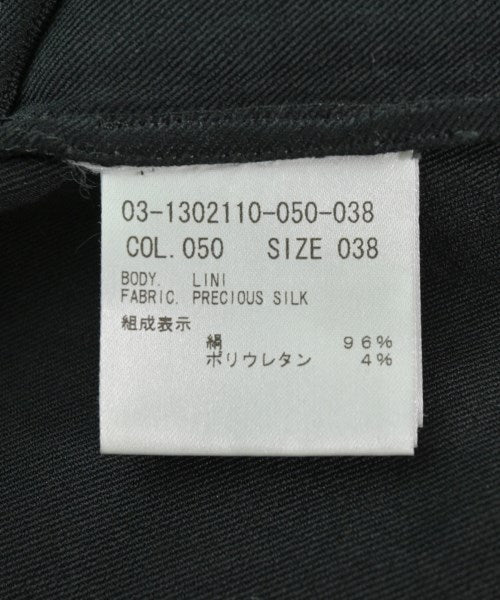 03-1302110-050-038
COL. 050 SIZE 038
BODY. LINI
FABRIC. PRECIOUS SILK
組成表示
絹 96%
ポリウレタン 4%